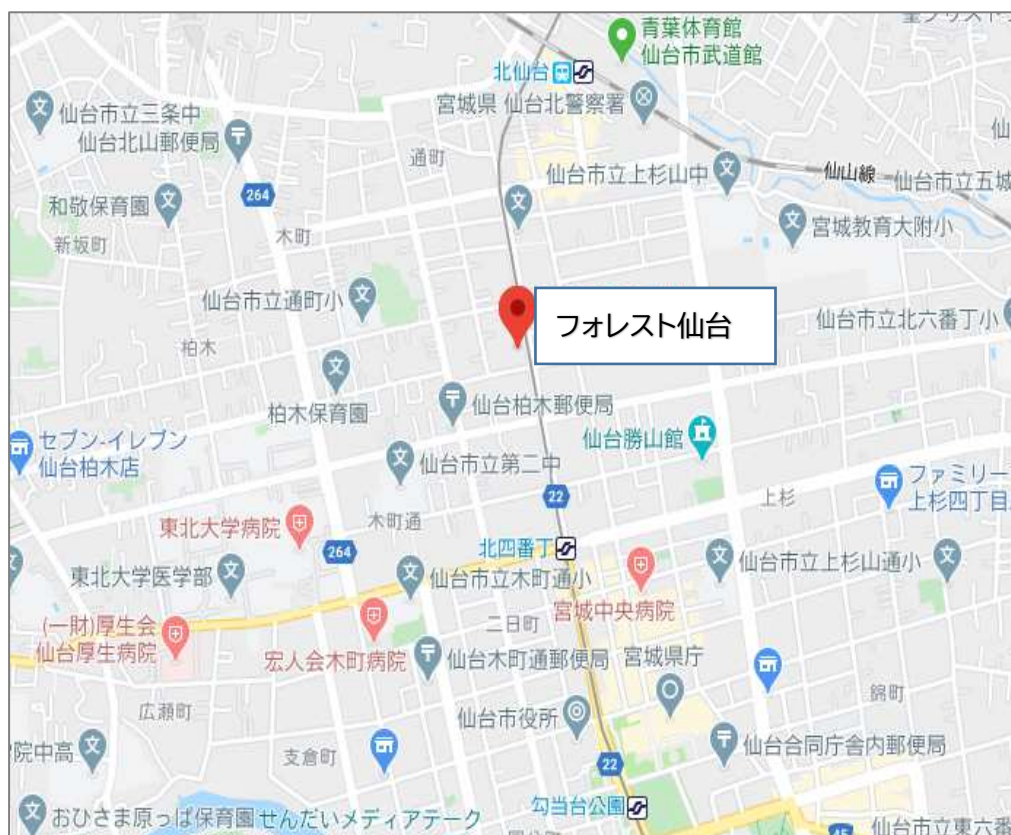 青葉体育館
仙台市武道館
北仙台
宮城県 仙台北警察署
仙台市立三条中
仙台北山郵便局
通町
仙台市立上杉山中
仙山線
仙台市立五城
264
和敬保育園
新坂町
木町
宮城教育大附小
仙台市立通町小
フォレスト仙台
仙台市立北六番丁小
柏木
柏木保育園
仙台柏木郵便局
仙台勝山館
セブン-イレブン
仙台柏木店
仙台市立第二中
ファミリー
上杉四丁目
22
上杉
木町通
東北大学病院
264
北四番丁
仙台市立上杉山通小
東北大学医学部
仙台市立木町通小
宮城中央病院
(一財)厚生会
仙台厚生病院
二日町
宏人会木町病院
仙台木町通郵便局
宮城県庁
錦町
広瀬町
仙台市役所
学院中高
支倉町
仙台合同庁舎内郵便局
22
勾当台公園
おひさま原っぱ保育園
せんだいメディアテーク
45
仙台市立東六番